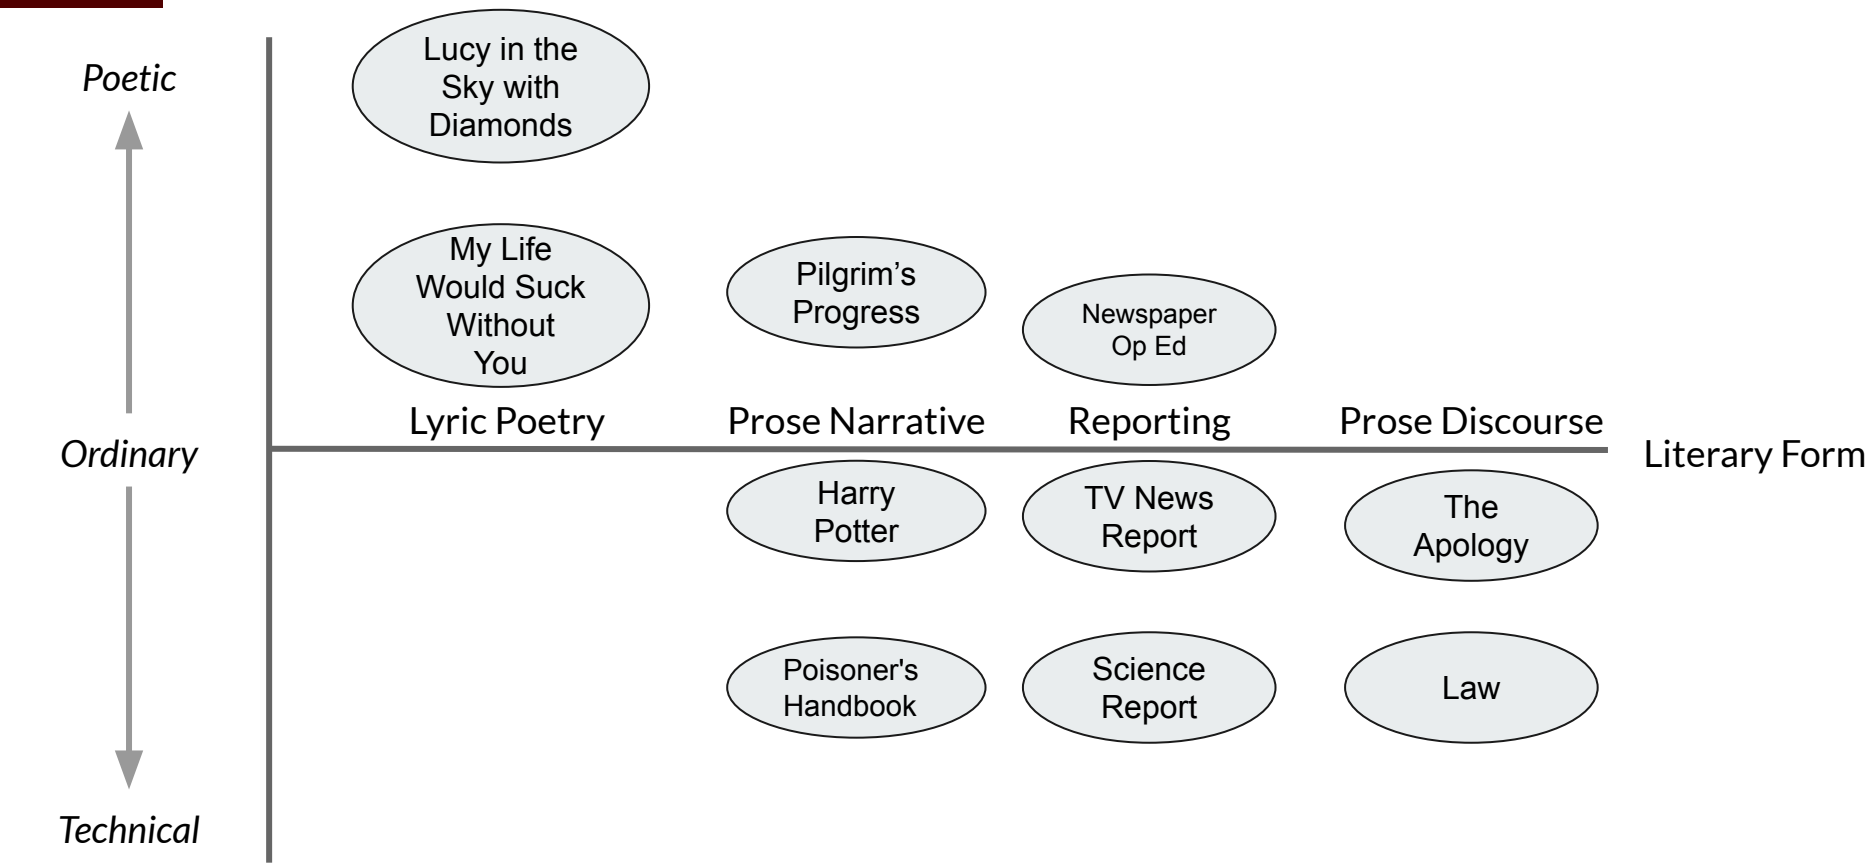 Poetic
Ordinary
Technical
Lucy in the
Sky with
Diamonds
My Life
Would Suck
Without
You
Pilgrim’s
Progress
Newspaper
Op Ed
Lyric Poetry
Prose Narrative
Reporting
Prose Discourse
Literary Form
Harry
Potter
TV News
Report
The
Apology
Poisoner's
Handbook
Science
Report
Law